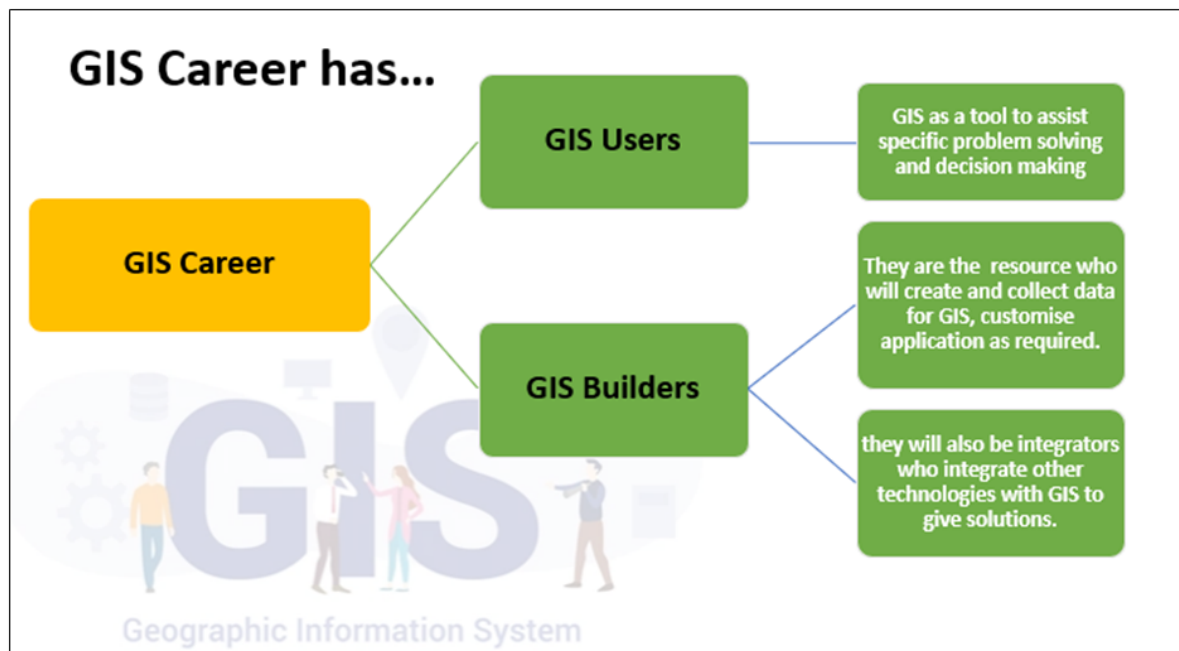 GIS Career has...
GIS Users
GIS as a tool to assist
specific problem solving
and decision making
GIS Career
They are the  resource who
will create and collect data
for GIS, customise
application as required.
GIS Builders
they will also be integrators
who integrate other
technologies with GIS to
give solutions.
GIS
Geographic Information System